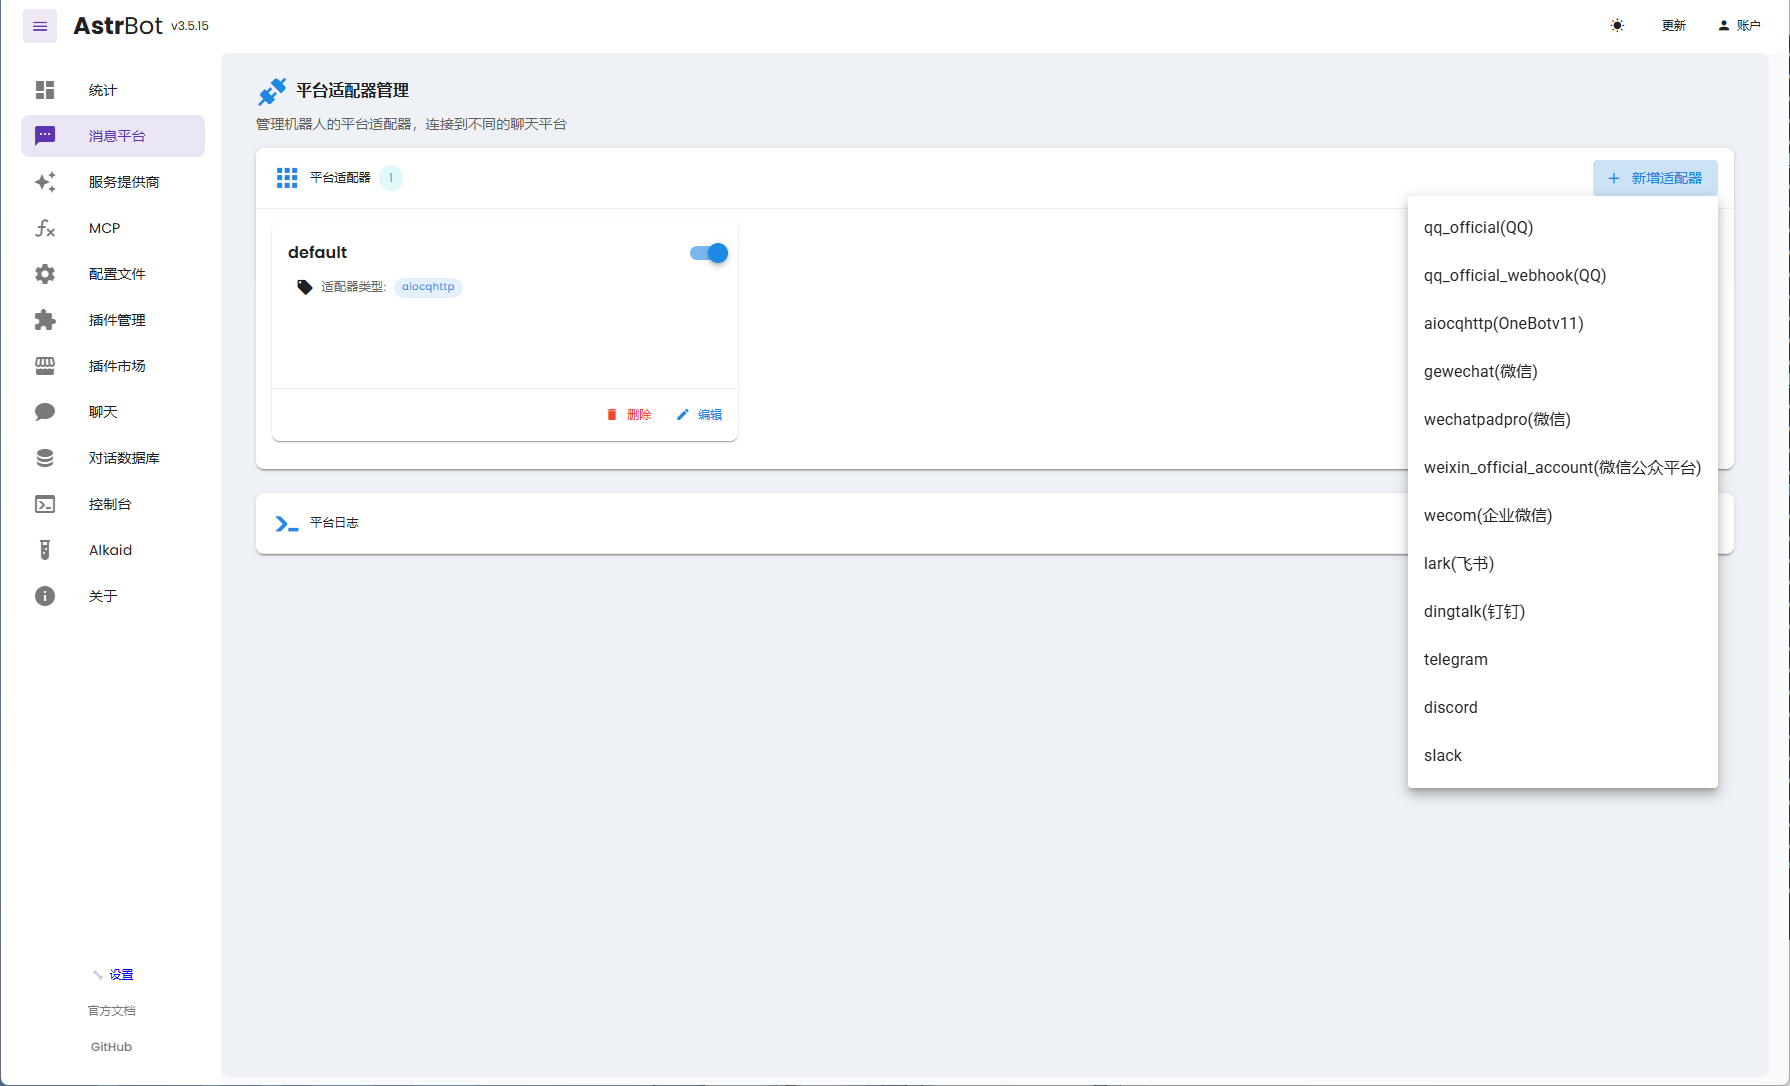 AstrBot v3.5.15
更新
账户
统计
消息平台
服务提供商
MCP
配置文件
插件管理
插件市场
聊天
对话数据库
控制台
Alkaid
关于
设置
官方文档
GitHub
平台适配器管理
管理机器人的平台适配器，连接到不同的聊天平台
平台适配器 1
新增适配器
default
适配器类型: aiocqhttp
删除 编辑
平台日志
qq_official(QQ)
qq_official_webhook(QQ)
aiocqhttp(OneBotv11)
gewechat(微信)
wechatpadpro(微信)
weixin_official_account(微信公众平台)
wecom(企业微信)
lark(飞书)
dingtalk(钉钉)
telegram
discord
slack